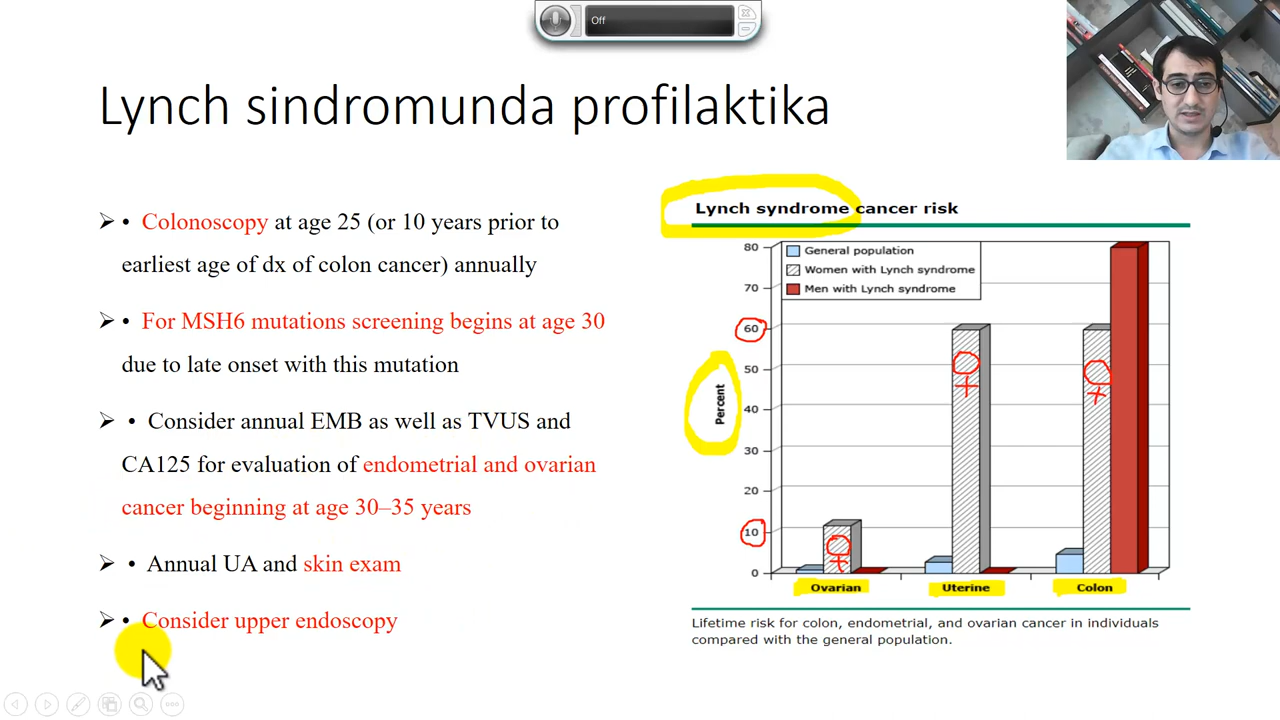 Off
Lynch sindromunda profilaktika
➢ • Colonoscopy at age 25 (or 10 years prior to
earliest age of dx of colon cancer) annually
➢ • For MSH6 mutations screening begins at age 30
due to late onset with this mutation
➢ • Consider annual EMB as well as TVUS and
CA125 for evaluation of endometrial and ovarian
cancer beginning at age 30–35 years
➢ • Annual UA and skin exam
➢ • Consider upper endoscopy
Lynch syndrome cancer risk
General population
Women with Lynch syndrome
Men with Lynch syndrome
80
70
60
50
40
30
20
10
0
Percent
Ovarian Uterine Colon
Lifetime risk for colon, endometrial, and ovarian cancer in individuals
compared with the general population.